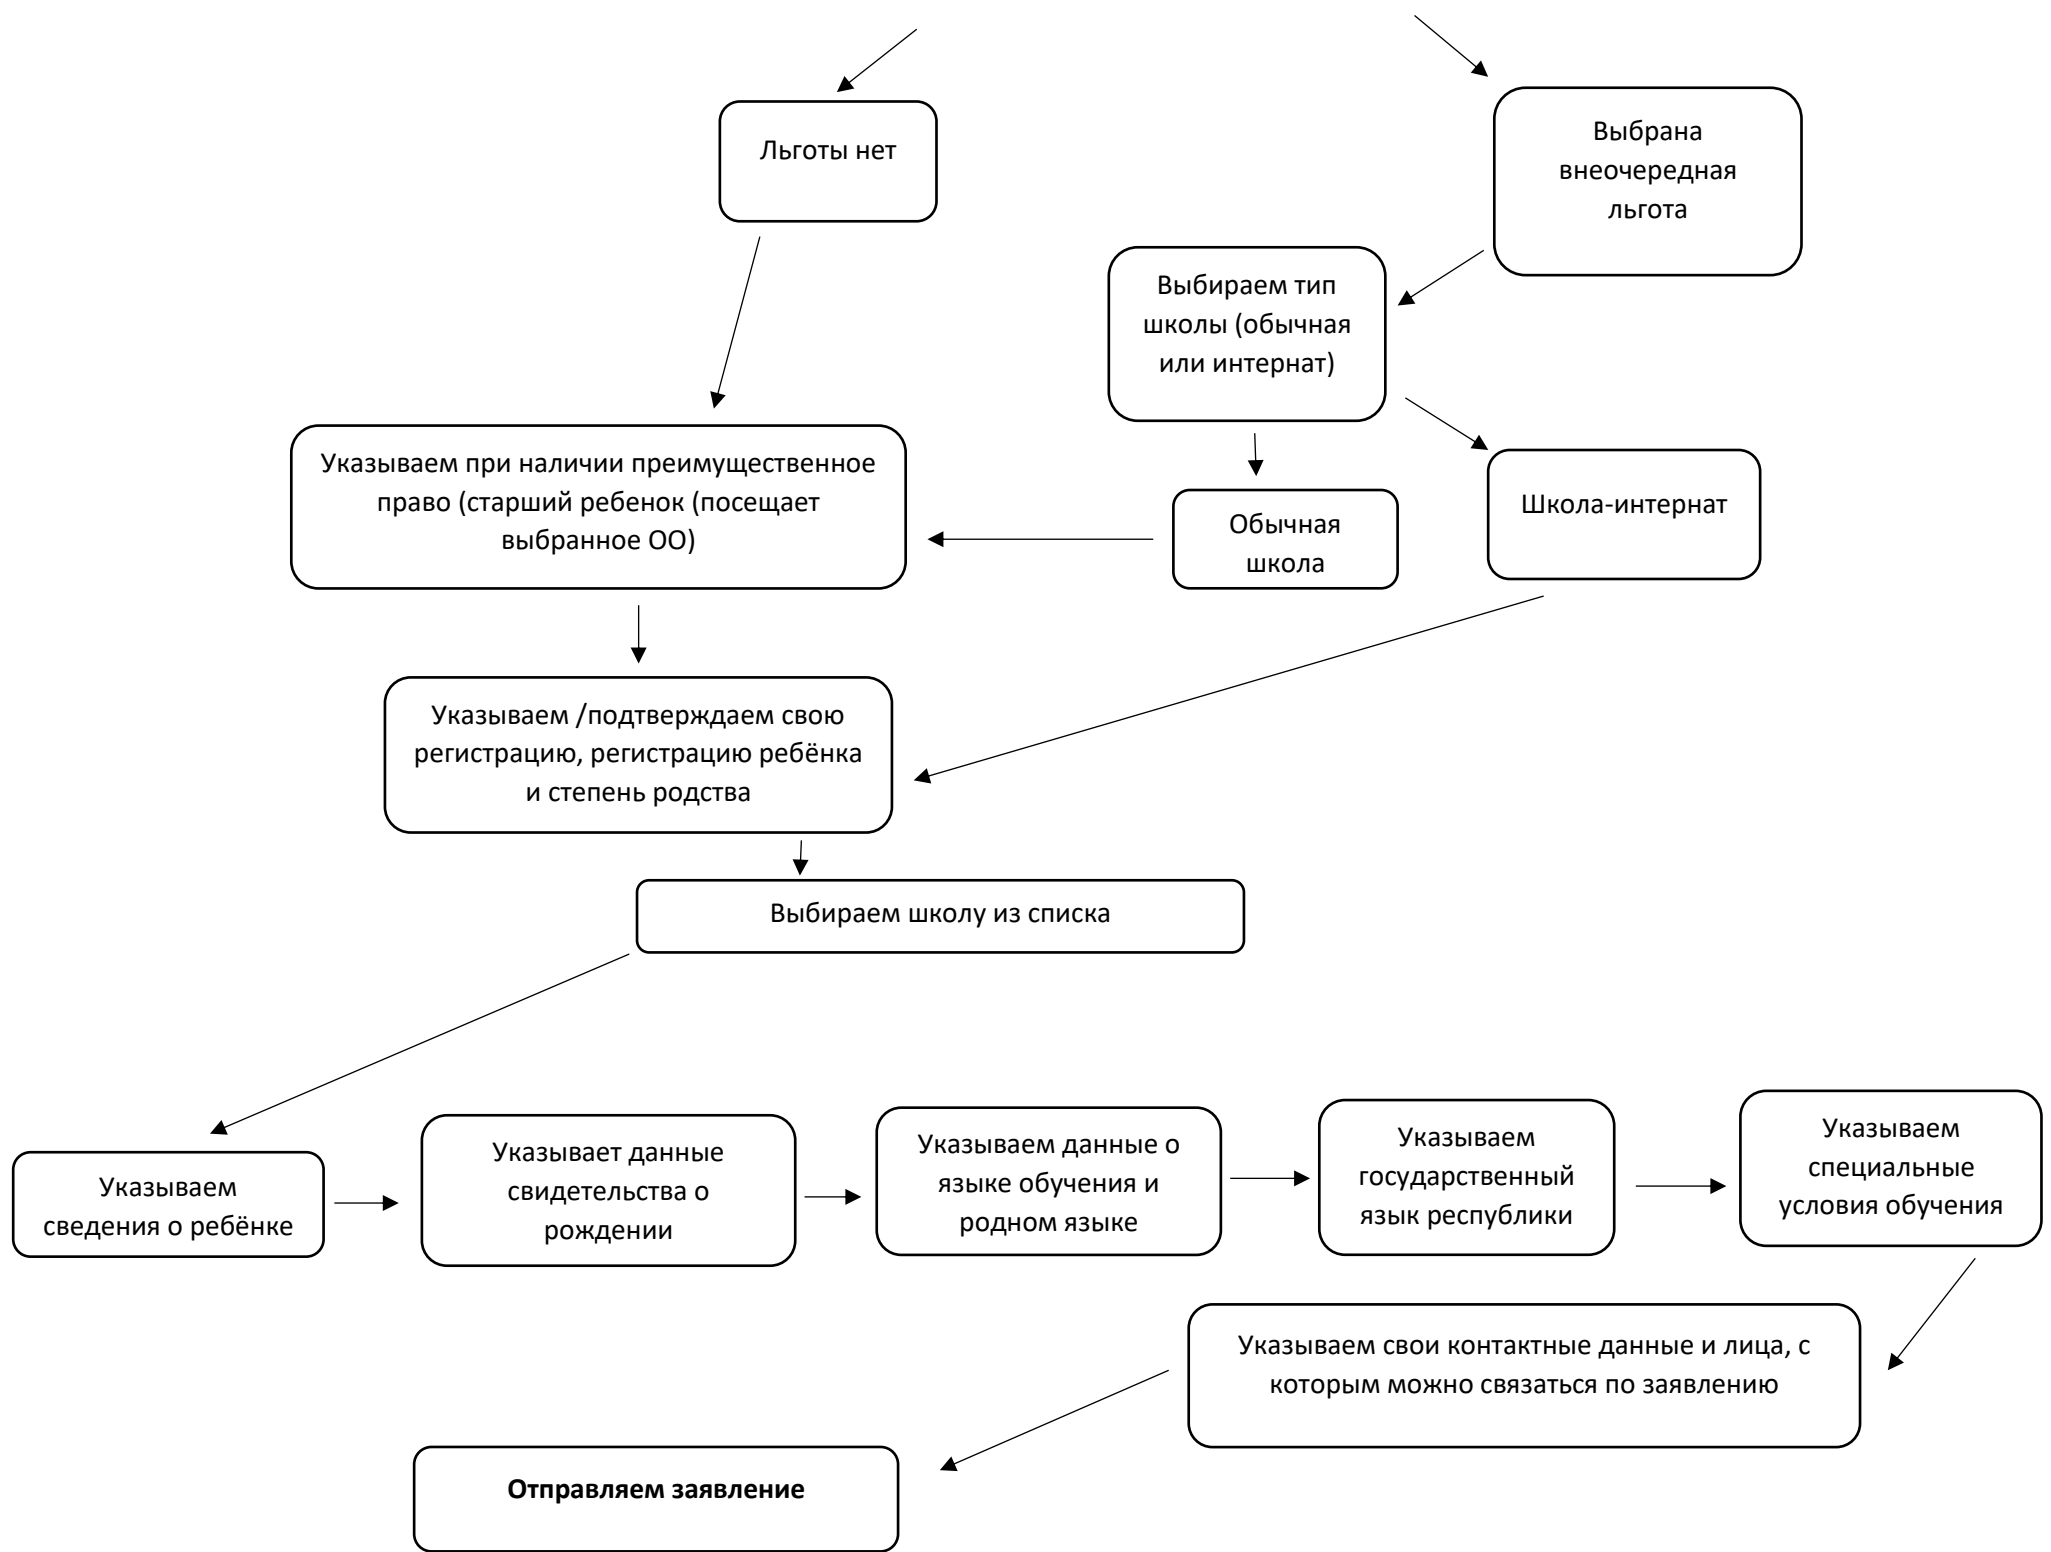 Льготы нет
Выбрана
внеочередная
льгота
Выбираем тип
школы (обычная
или интернат)
Указываем при наличии преимущественное
право (старший ребенок (посещает
выбранное ОО)
Обычная
школа
Школа-интернат
Указываем /подтверждаем свою
регистрацию, регистрацию ребёнка
и степень родства
Выбираем школу из списка
Указываем
сведения о ребёнке
Указывает данные
свидетельства о
рождении
Указываем данные о
языке обучения и
родном языке
Указываем
государственный
язык республики
Указываем
специальные
условия обучения
Указываем свои контактные данные и лица, с
которым можно связаться по заявлению
Отправляем заявление